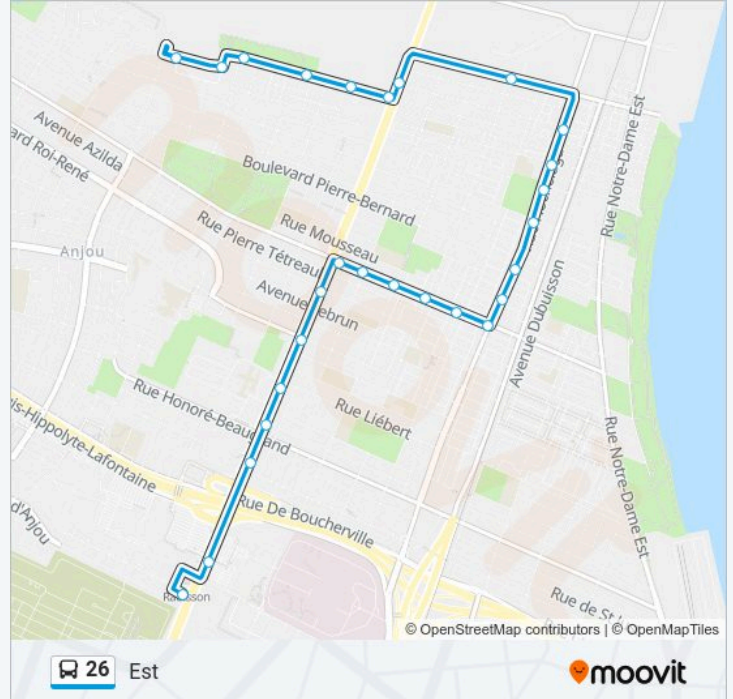 Avenue Azilda
ard Roi-René
Boulevard Pierre-Bernard
Rue Notre-Dame Est
Rue Mousseau
Rue Pierre Tétreau
Anjou
Avenue Lebrun
Avenue Dubuisson
Rue Honoré-Beaugrand
Rue Liébert
is-Hippolyte-Lafontaine
d'Anjou
Rue De Boucherville
Rue Notre-Dame Est
Rue de St
© OpenStreetMap contributors | © OpenMapTiles
26 Est
moovit